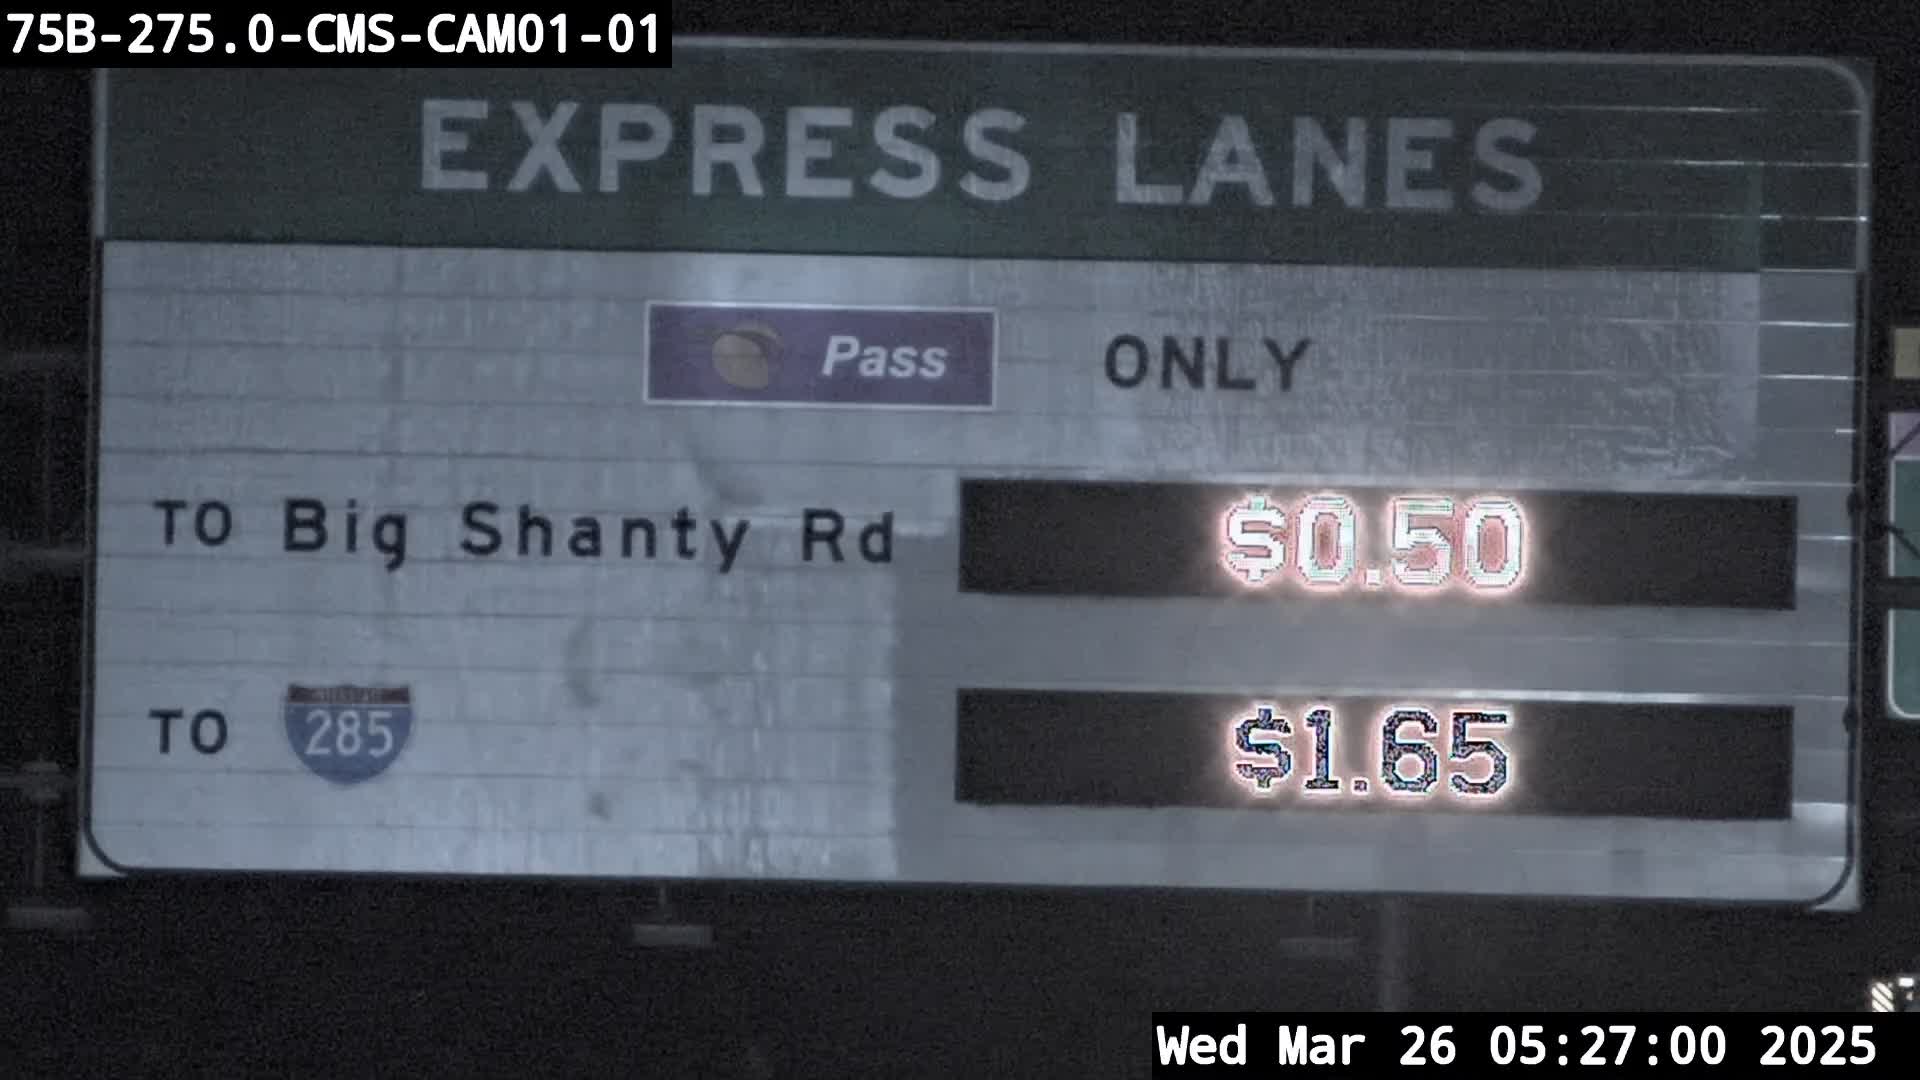 75B-275.0-CMS-CAM01-01
EXPRESS LANES
Pass ONLY
TO Big Shanty Rd $0.50
TO 285 $1.65
Wed Mar 26 05:27:00 2025